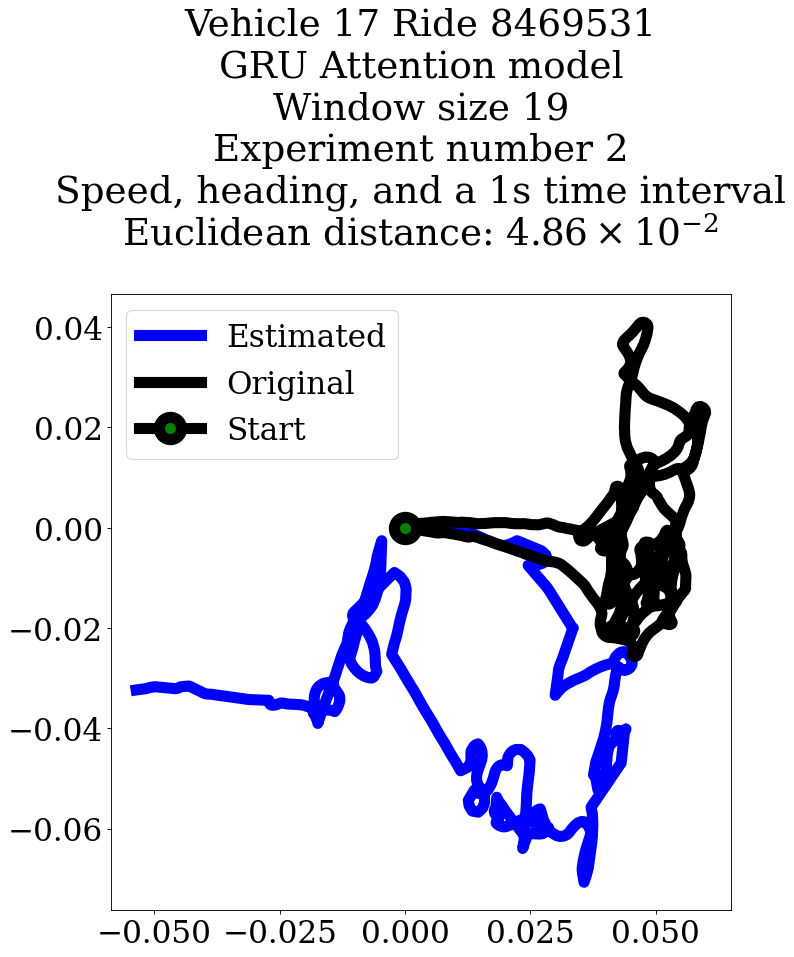 Vehicle 17 Ride 8469531
GRU Attention model
Window size 19
Experiment number 2
Speed, heading, and a 1s time interval
Euclidean distance: 4.86 × 10⁻²
Estimated
Original
Start
0.04
0.02
0.00
−0.02
−0.04
−0.06
−0.050 −0.025 0.000 0.025 0.050